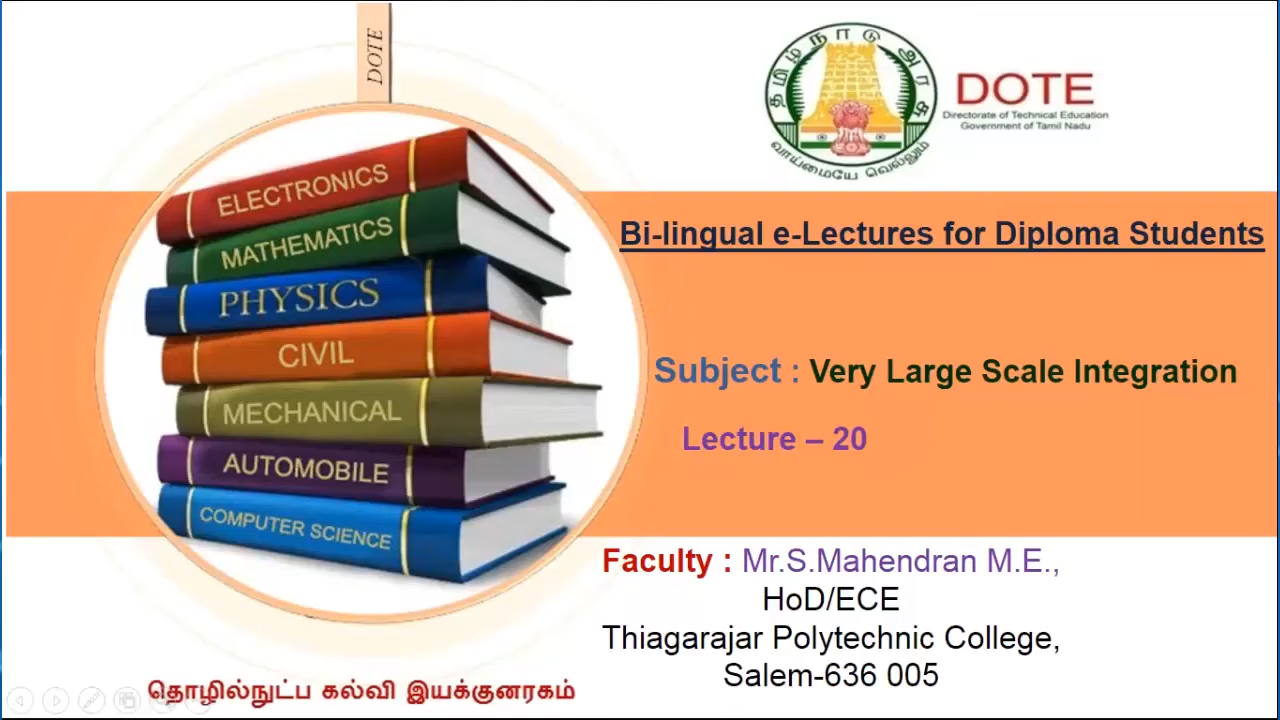 DOTE
ELECTRONICS
MATHEMATICS
PHYSICS
CIVIL
MECHANICAL
AUTOMOBILE
COMPUTER SCIENCE
தமிழ்நாடு அரசு
வாய்மையே வெல்லும்
DOTE
Directorate of Technical Education
Government of Tamil Nadu
Bi-lingual e-Lectures for Diploma Students
Subject : Very Large Scale Integration
Lecture – 20
Faculty : Mr.S.Mahendran M.E.,
HoD/ECE
Thiagarajar Polytechnic College,
Salem-636 005
தொழில்நுட்ப கல்வி இயக்குனரகம்